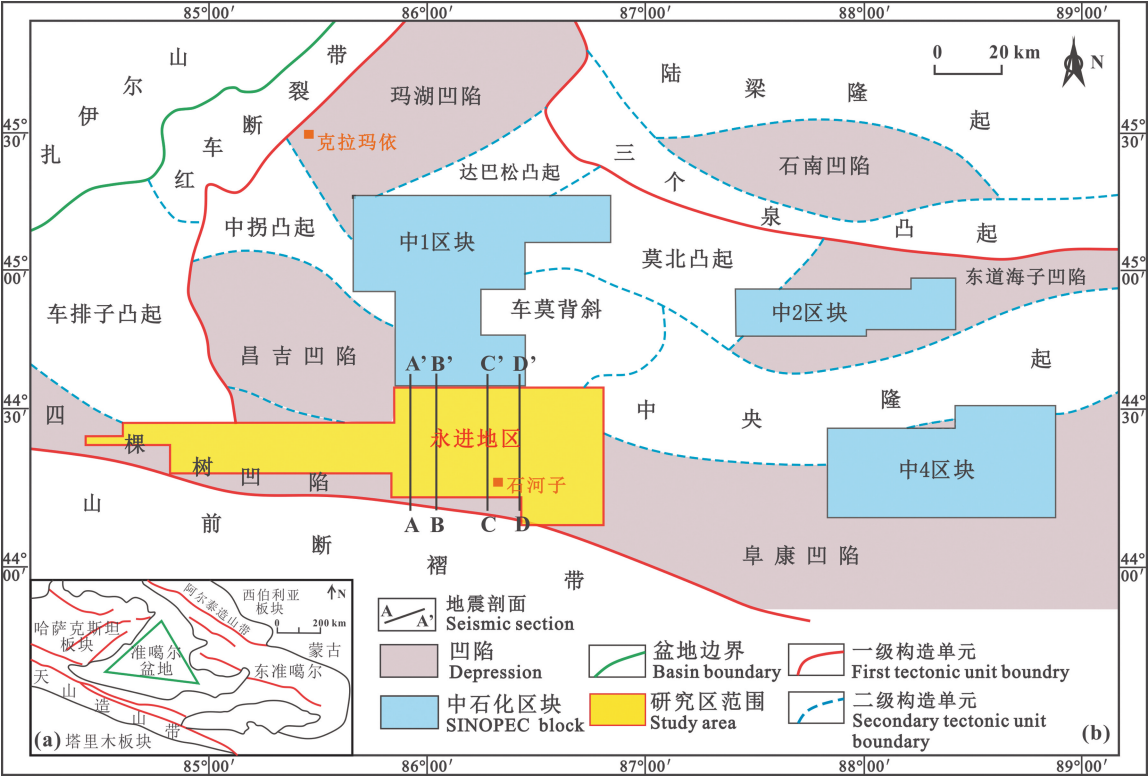 85°00′ 86°00′ 87°00′ 88°00′ 89°00′
0 20 km
N
45°
30′
45°
00′
44°
30′
44°
00′
45°
30′
45°
00′
44°
30′
44°
00′
扎伊尔山
红车断裂带
玛湖凹陷
克拉玛依
达巴松凸起
陆梁隆起
石南凹陷
三个泉凸起
中拐凸起
中1区块
莫北凸起
东道海子凹陷
车排子凸起
车莫背斜
中2区块
昌吉凹陷
A’ B’ C’ D’
中央隆起
四棵树凹陷
永进地区
石河子
中4区块
A B C D
山前断褶带
阜康凹陷
N
0 200 km
阿尔泰造山带
西伯利亚
板块
哈萨克斯坦
板块
准噶尔
盆地
蒙古
东准噶尔
天山造山带
塔里木板块
(a)
A A’
地震剖面
Seismic section
凹陷
Depression
盆地边界
Basin boundary
一级构造单元
First tectonic unit boundry
中石化区块
SINOPEC block
研究区范围
Study area
二级构造单元
Secondary tectonic unit
boundary
(b)
85°00′ 86°00′ 87°00′ 88°00′ 89°00′